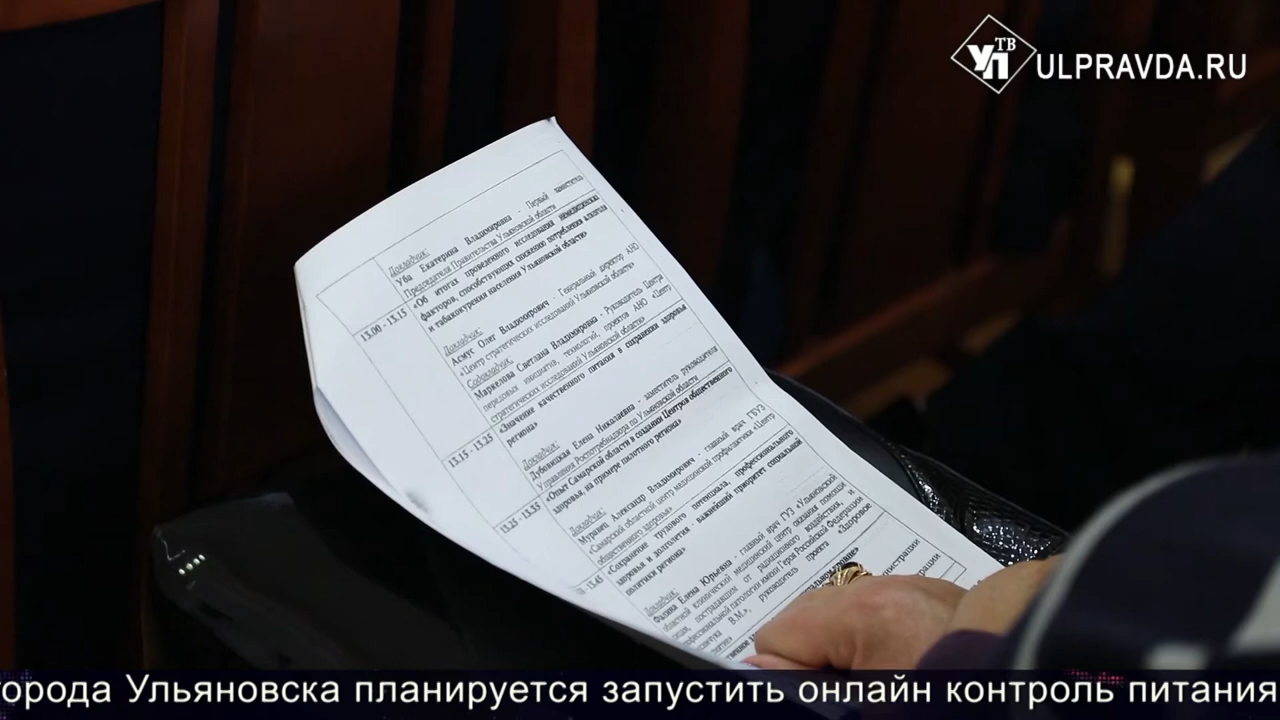 УП ТВ ULPRAVDA.RU
Докладчик:
Уба Екатерина Владимировна - Первый заместитель
Председателя Правительства Ульяновской области
13.00 - 13.15
«Об итогах проведенного исследования немедицинских
факторов, способствующих снижению потребления алкоголя
и табакокурения населения Ульяновской области»
Докладчик:
Асмус Олег Владимирович - Генеральный директор АНО
«Центр стратегических исследований Ульяновской области»
Содокладчик:
Маркелова Светлана Владимировна - Руководитель Центра
передовых инициатив, технологий, проектов АНО «Центр
стратегических исследований Ульяновской области»
13.15 - 13.25
«Значение качественного питания в сохранении здоровья
региона»
Докладчик:
Дубовицкая Елена Николаевна - заместитель руководителя
Управления Роспотребнадзора по Ульяновской области
13.25 - 13.35
«Опыт Самарской области в создании Центров общественного
здоровья, на примере пилотного региона»
Докладчик:
Муравец Александр Владимирович - главный врач ГБУЗ
«Самарский областной центр медицинской профилактики «Центр
общественного здоровья»
13.45
«Сохранение трудового потенциала, профессионального
здоровья и долголетия - важнейший приоритет социальной
политики региона»
Докладчик:
Фалина Елена Юрьевна - главный врач ГУЗ «Ульяновский
областной клинический медицинский центр оказания помощи
лицам, пострадавшим от радиационного воздействия, и
профессиональной патологии имени Героя Российской Федерации
В.М.», руководитель проекта «Здоровое
города Ульяновска планируется запустить онлайн контроль питания